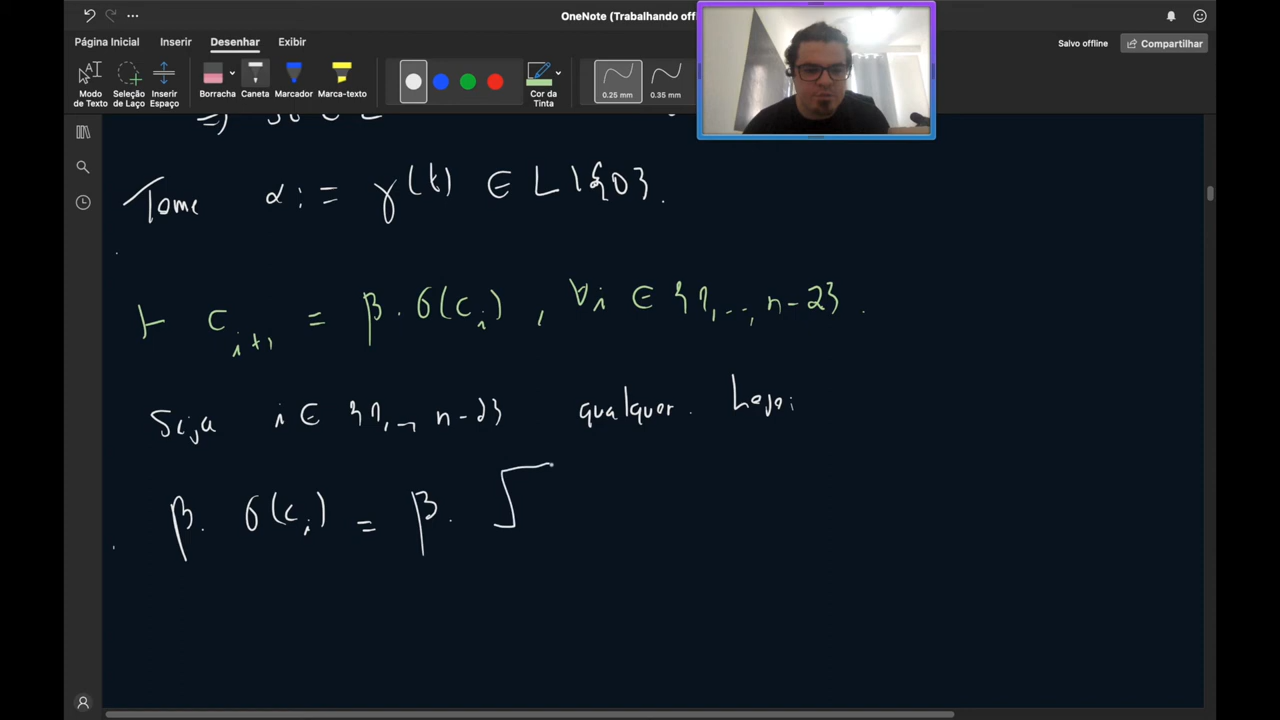 OneNote (Trabalhando off
Página Inicial Inserir Desenhar Exibir
Salvo offline Compartilhar
Modo de Texto Seleção de Laço Inserir Espaço Borracha Caneta Marcador Marca-texto Cor da Tinta 0.25 mm 0.35 mm
Tome α := γ(t) ∈ L \ {0}.
⊢ c_{i+1} = β · σ(c_i), ∀i ∈ {1, ..., n-2}.
Seja i ∈ {1, ..., n-2} qualquer.
β. σ(c_i) = β.